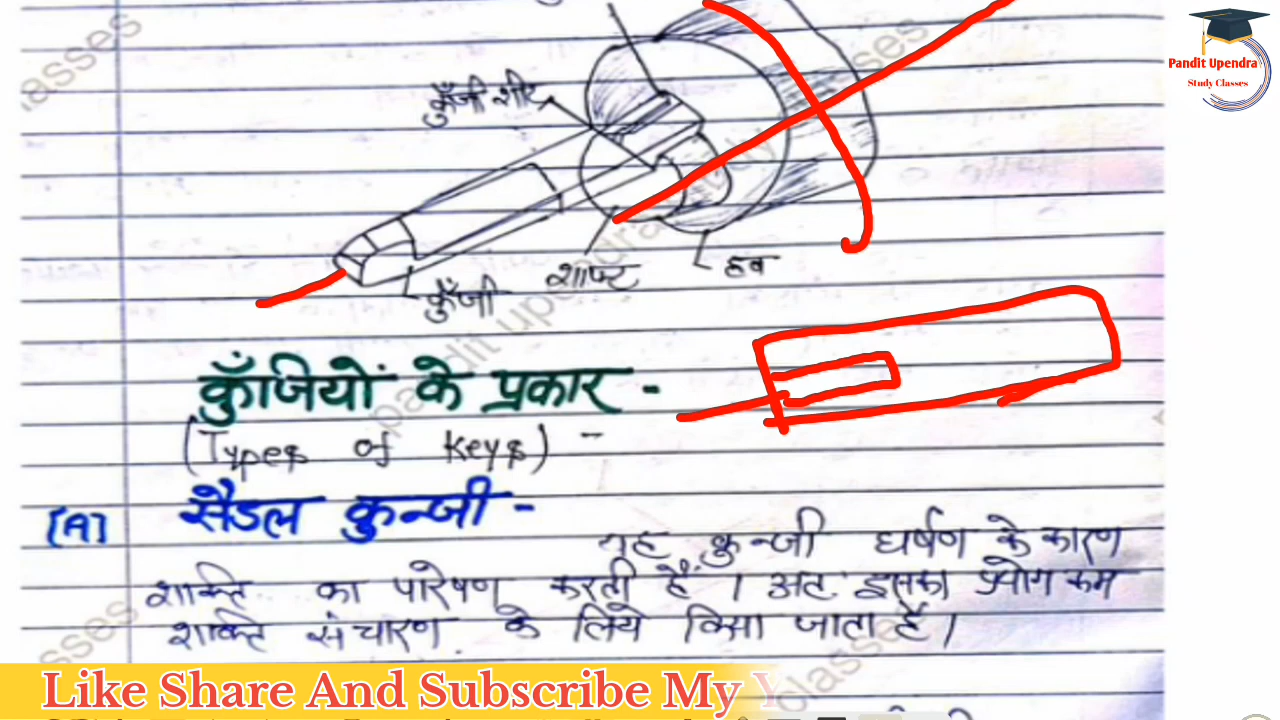 Pandit Upendra
Study Classes
कुँजी शीर्ष
शाफ्ट
हब
कुँजी
कुँजियों के प्रकार -
(Types of Keys) -
[A] सैडल कुन्जी -
यह कुन्जी घर्षण के कारण
शक्ति का पारेषण करती हैं। अतः इसका प्रयोग कम
शक्ति संचारण के लिये किया जाता हैं।
Like Share And Subscribe My Y